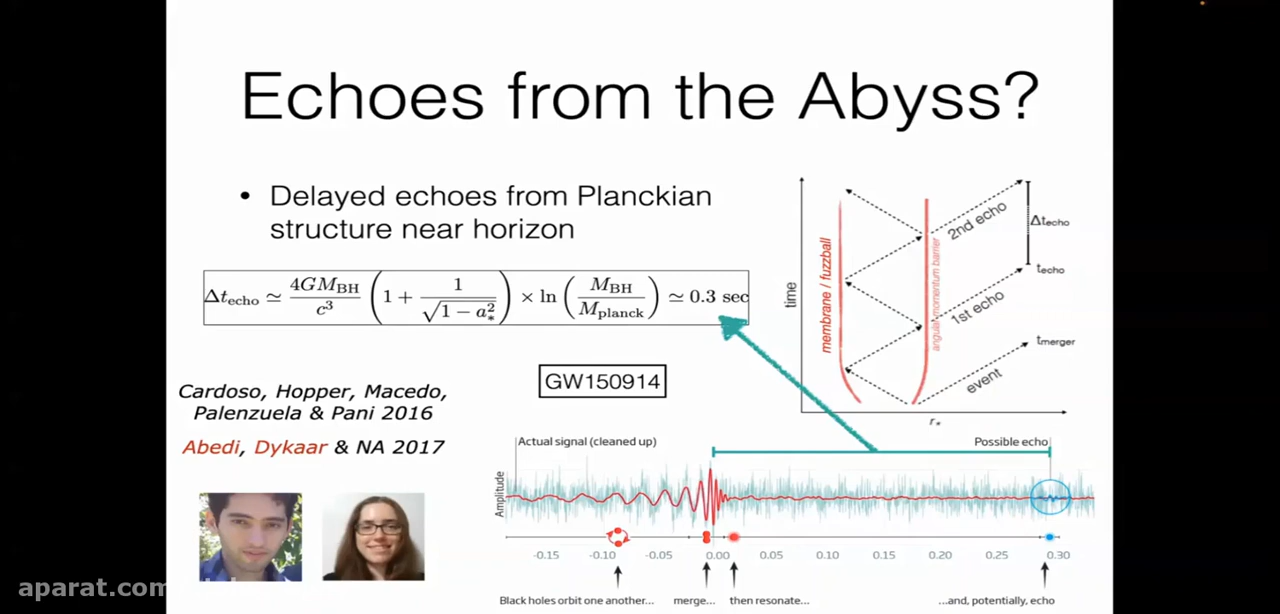 Echoes from the Abyss?
• Delayed echoes from Planckian
structure near horizon
Δt_echo ≃ 4GM_BH / c³ (1 + 1 / √(1 − a_*²)) × ln (M_BH / M_planck) ≃ 0.3 sec
GW150914
Cardoso, Hopper, Macedo,
Palenzuela & Pani 2016
Abedi, Dykaar & NA 2017
time
membrane / fuzzball
angular momentum barrier
2nd echo
Δtecho
techo
1st echo
tmerger
event
r*
Actual signal (cleaned up)
Possible echo
Amplitude
-0.15 -0.10 -0.05 0.00 0.05 0.10 0.15 0.20 0.25 0.30
Black holes orbit one another... merge... then resonate... ...and, potentially, echo
aparat.com